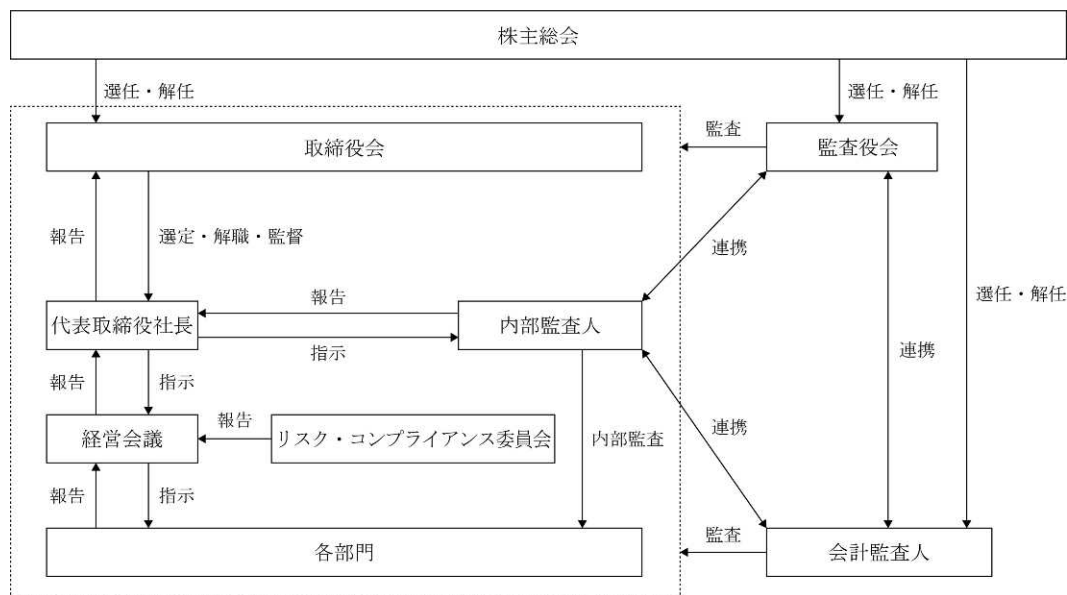 株主総会
選任・解任
選任・解任
監査
取締役会
監査役会
報告
選定・解職・監督
連携
報告
選任・解任
代表取締役社長
内部監査人
指示
連携
報告
指示
連携
報告
経営会議
リスク・コンプライアンス委員会
内部監査
報告
指示
監査
各部門
会計監査人